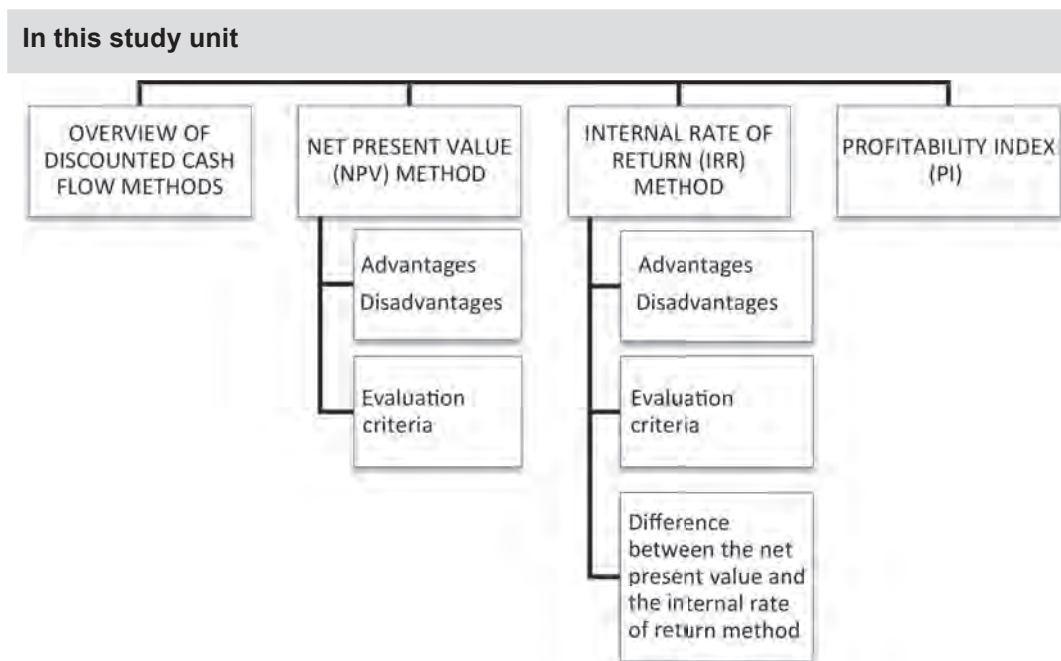 In this study unit
OVERVIEW OF
DISCOUNTED CASH
FLOW METHODS
NET PRESENT VALUE
(NPV) METHOD
Advantages
Disadvantages
Evaluation
criteria
INTERNAL RATE OF
RETURN (IRR)
METHOD
Advantages
Disadvantages
Evaluation
criteria
Difference
between the net
present value and
the internal rate
of return method
PROFITABILITY INDEX
(PI)